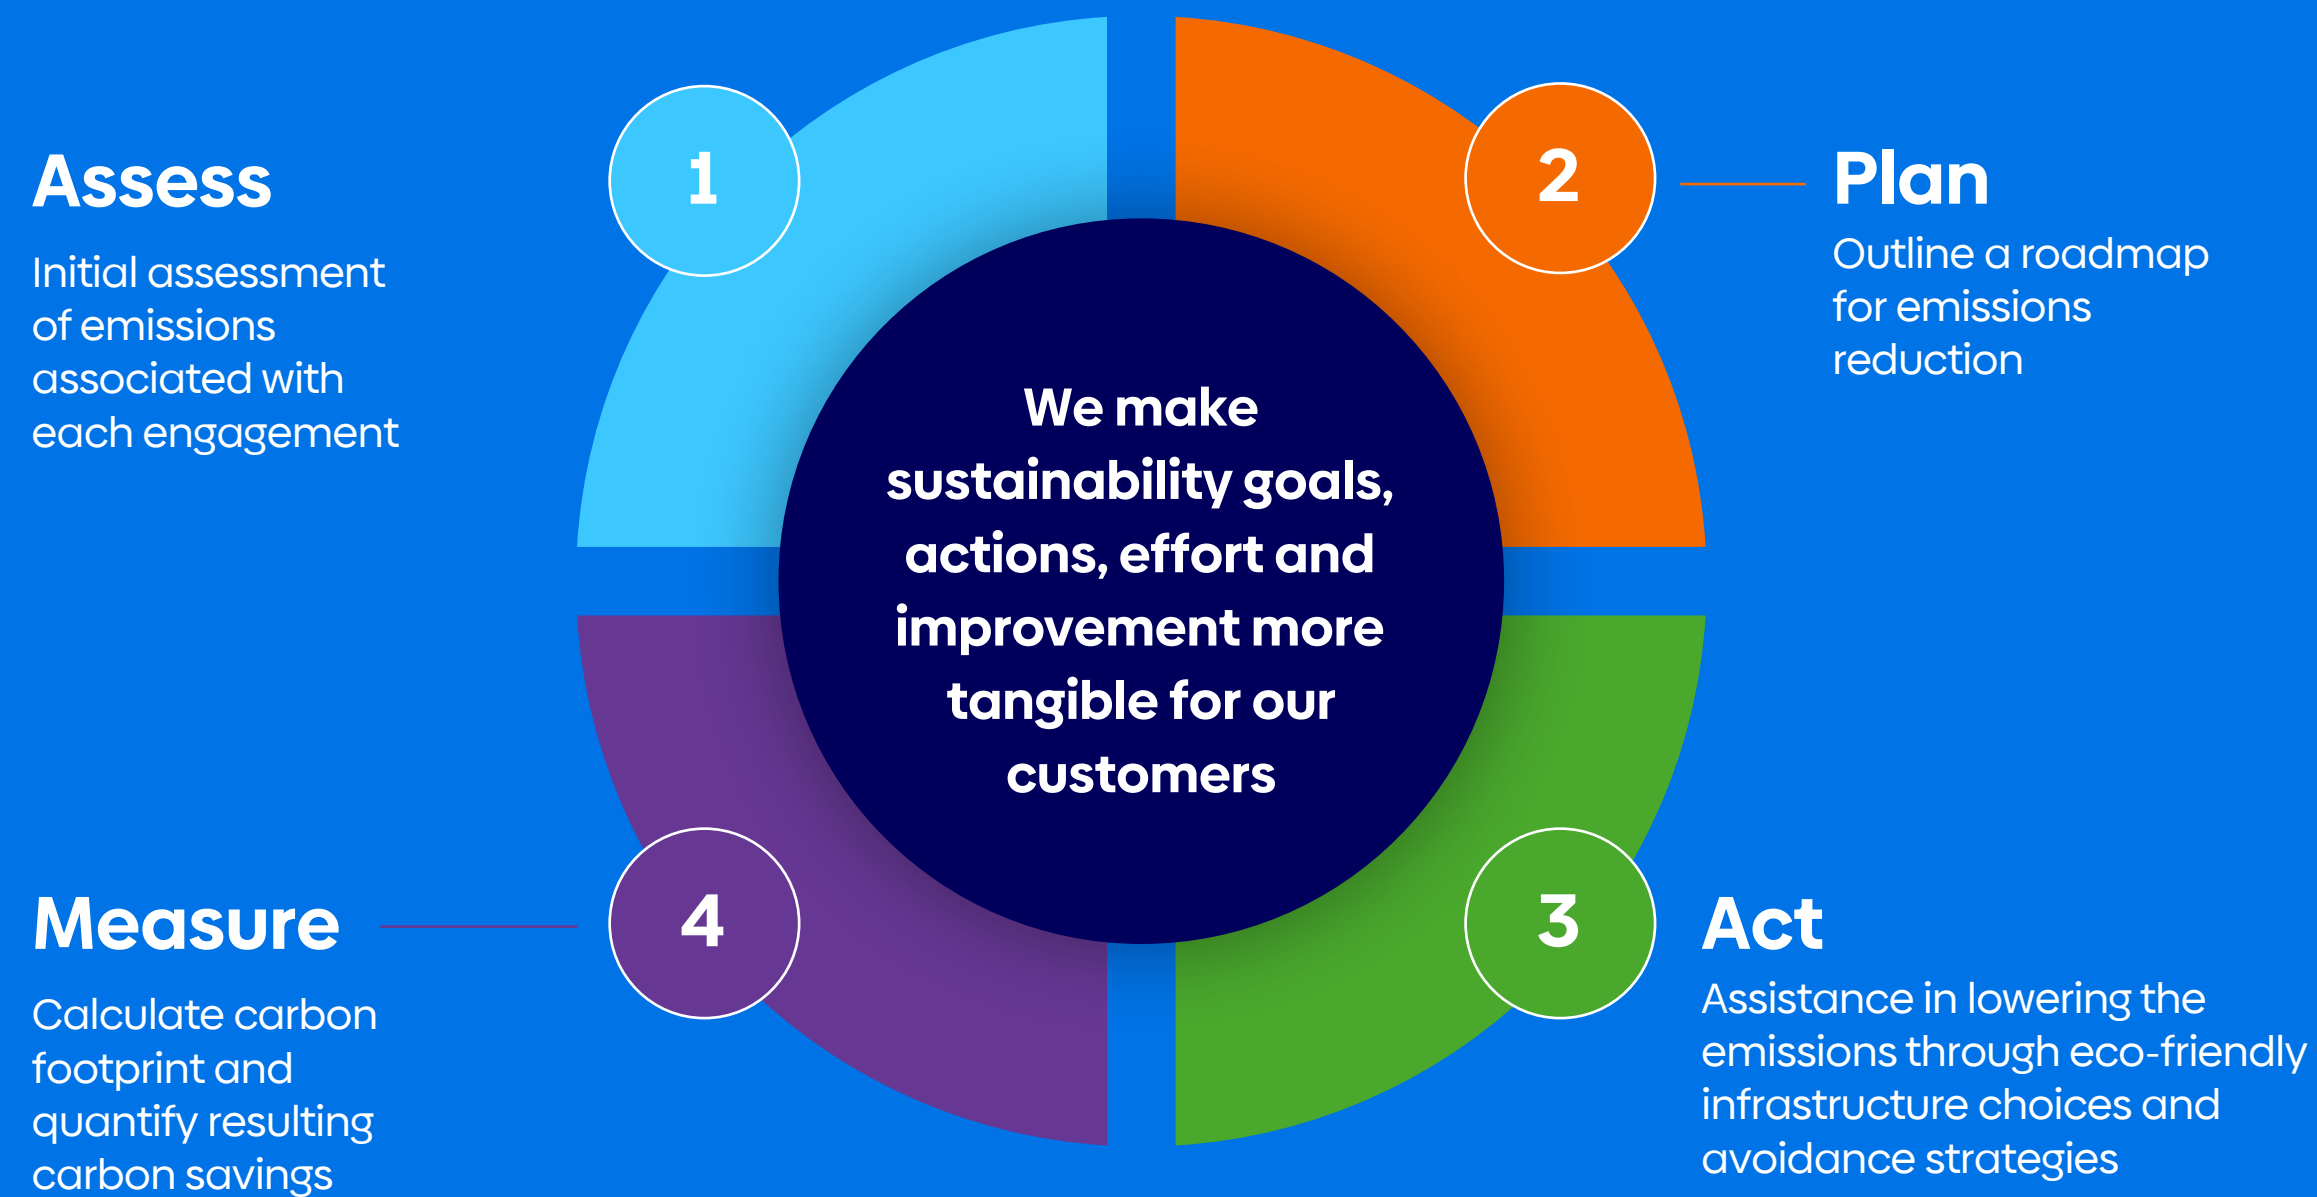 Assess
Initial assessment
of emissions
associated with
each engagement
1
2
Plan
Outline a roadmap
for emissions
reduction
We make
sustainability goals,
actions, effort and
improvement more
tangible for our
customers
3
Act
Assistance in lowering the
emissions through eco-friendly
infrastructure choices and
avoidance strategies
4
Measure
Calculate carbon
footprint and
quantify resulting
carbon savings